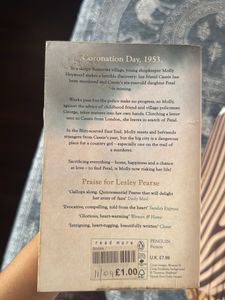 Coronation Day, 1953.
In a sleepy Somerset village, young shopkeeper Molly
Heywood makes a terrible discovery: her friend Cassie has
been murdered and Cassie's six-year-old daughter Petal
is missing.
Weeks pass but the police make no progress, so Molly,
against the advice of childhood friend and village policeman
George, takes matters into her own hands. Clutching a letter
sent to Cassie from London, she leaves in search of Petal.
In the Blitz-scarred East End, Molly meets and befriends
strangers from Cassie's past, but the big city is a dangerous
place for a country girl – especially one on the trail of
a murderer.
Sacrificing everything – home, happiness and a chance
at love – to find Petal, is Molly now risking her life?
Praise for Lesley Pearse
'Gallops along. Quintessential Pearse that will delight
her army of fans' Daily Mail
'Evocative, compelling, told from the heart' Sunday Express
'Glorious, heart-warming' Woman & Home
'Intriguing, heart-tugging, beautifully written' Closer
read more
£1.00
PENGUIN
Fiction
U.K. £7.99